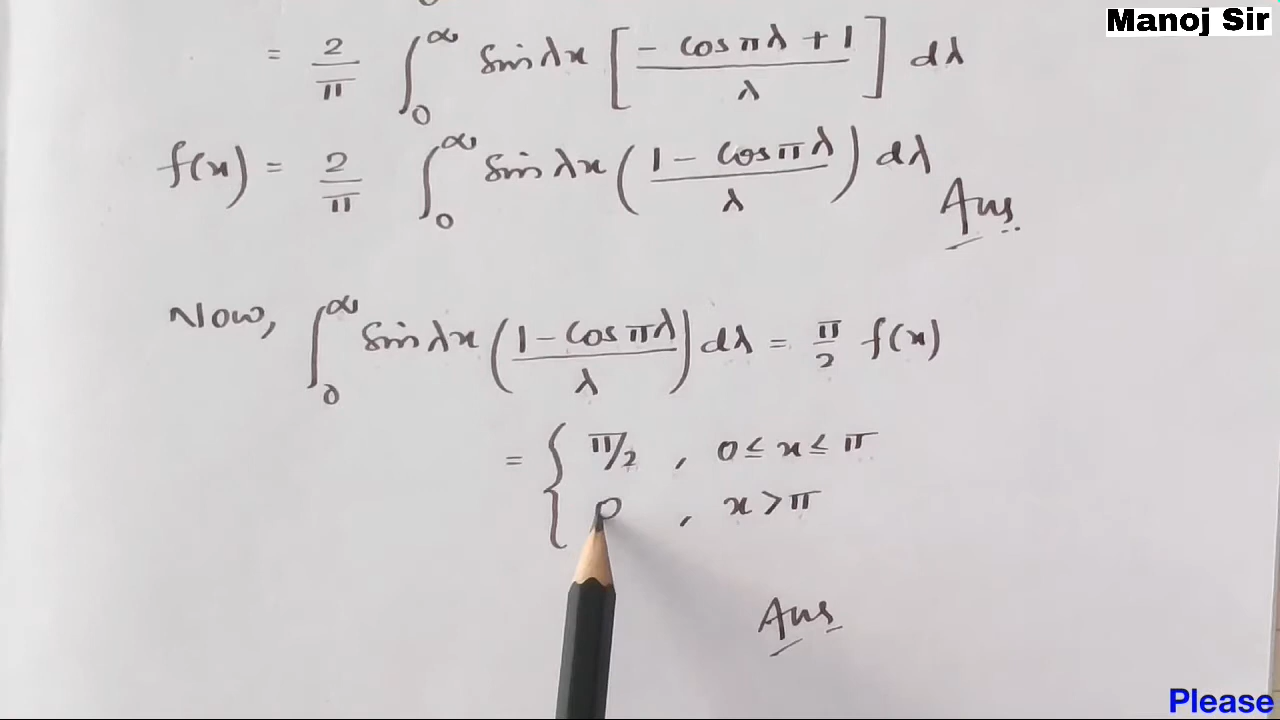 Manoj Sir
= 2/π ∫₀^∞ Sin λx [ (- cos πλ + 1)/λ ] dλ
f(x) = 2/π ∫₀^∞ Sin λx ( (1 - Cos πλ)/λ ) dλ
Ans
Now, ∫₀^∞ Sin λx ( (1 - Cos πλ)/λ ) dλ = π/2 f(x)
= { π/2 , 0 ≤ x ≤ π
0 , x > π
Ans
Please